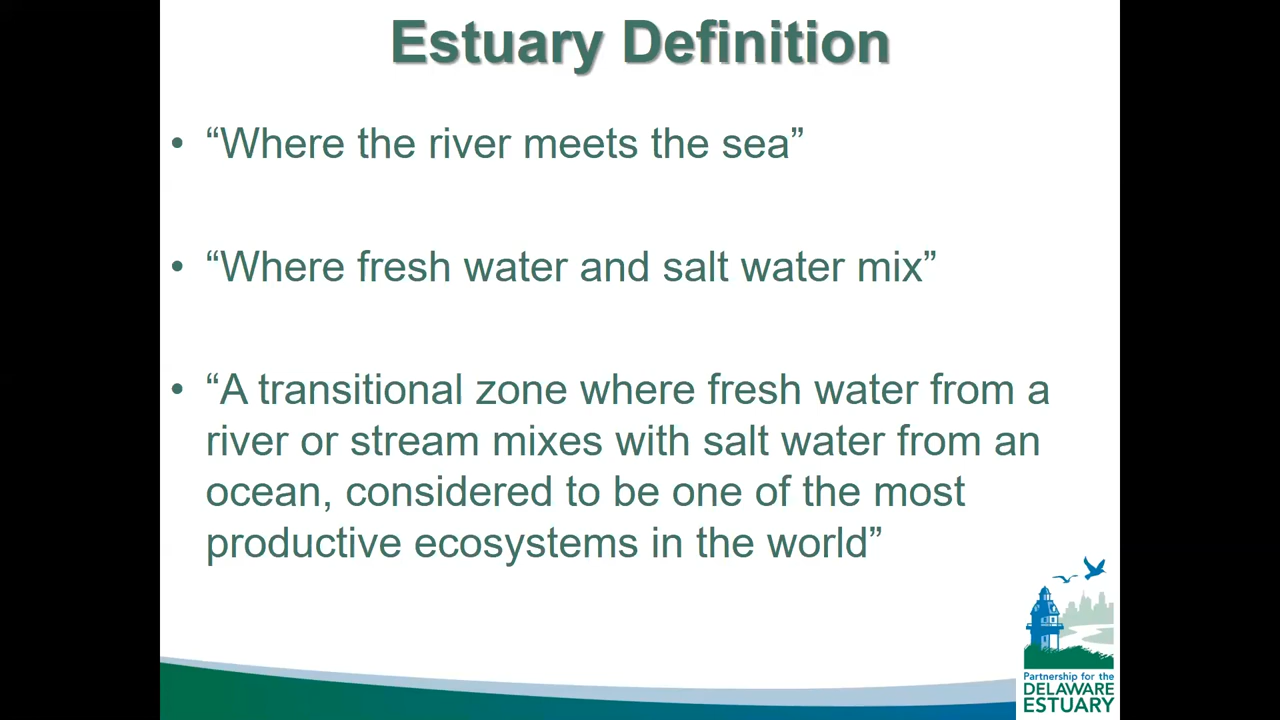 Estuary Definition
• “Where the river meets the sea”
• “Where fresh water and salt water mix”
• “A transitional zone where fresh water from a
river or stream mixes with salt water from an
ocean, considered to be one of the most
productive ecosystems in the world”
Partnership for the
DELAWARE
ESTUARY